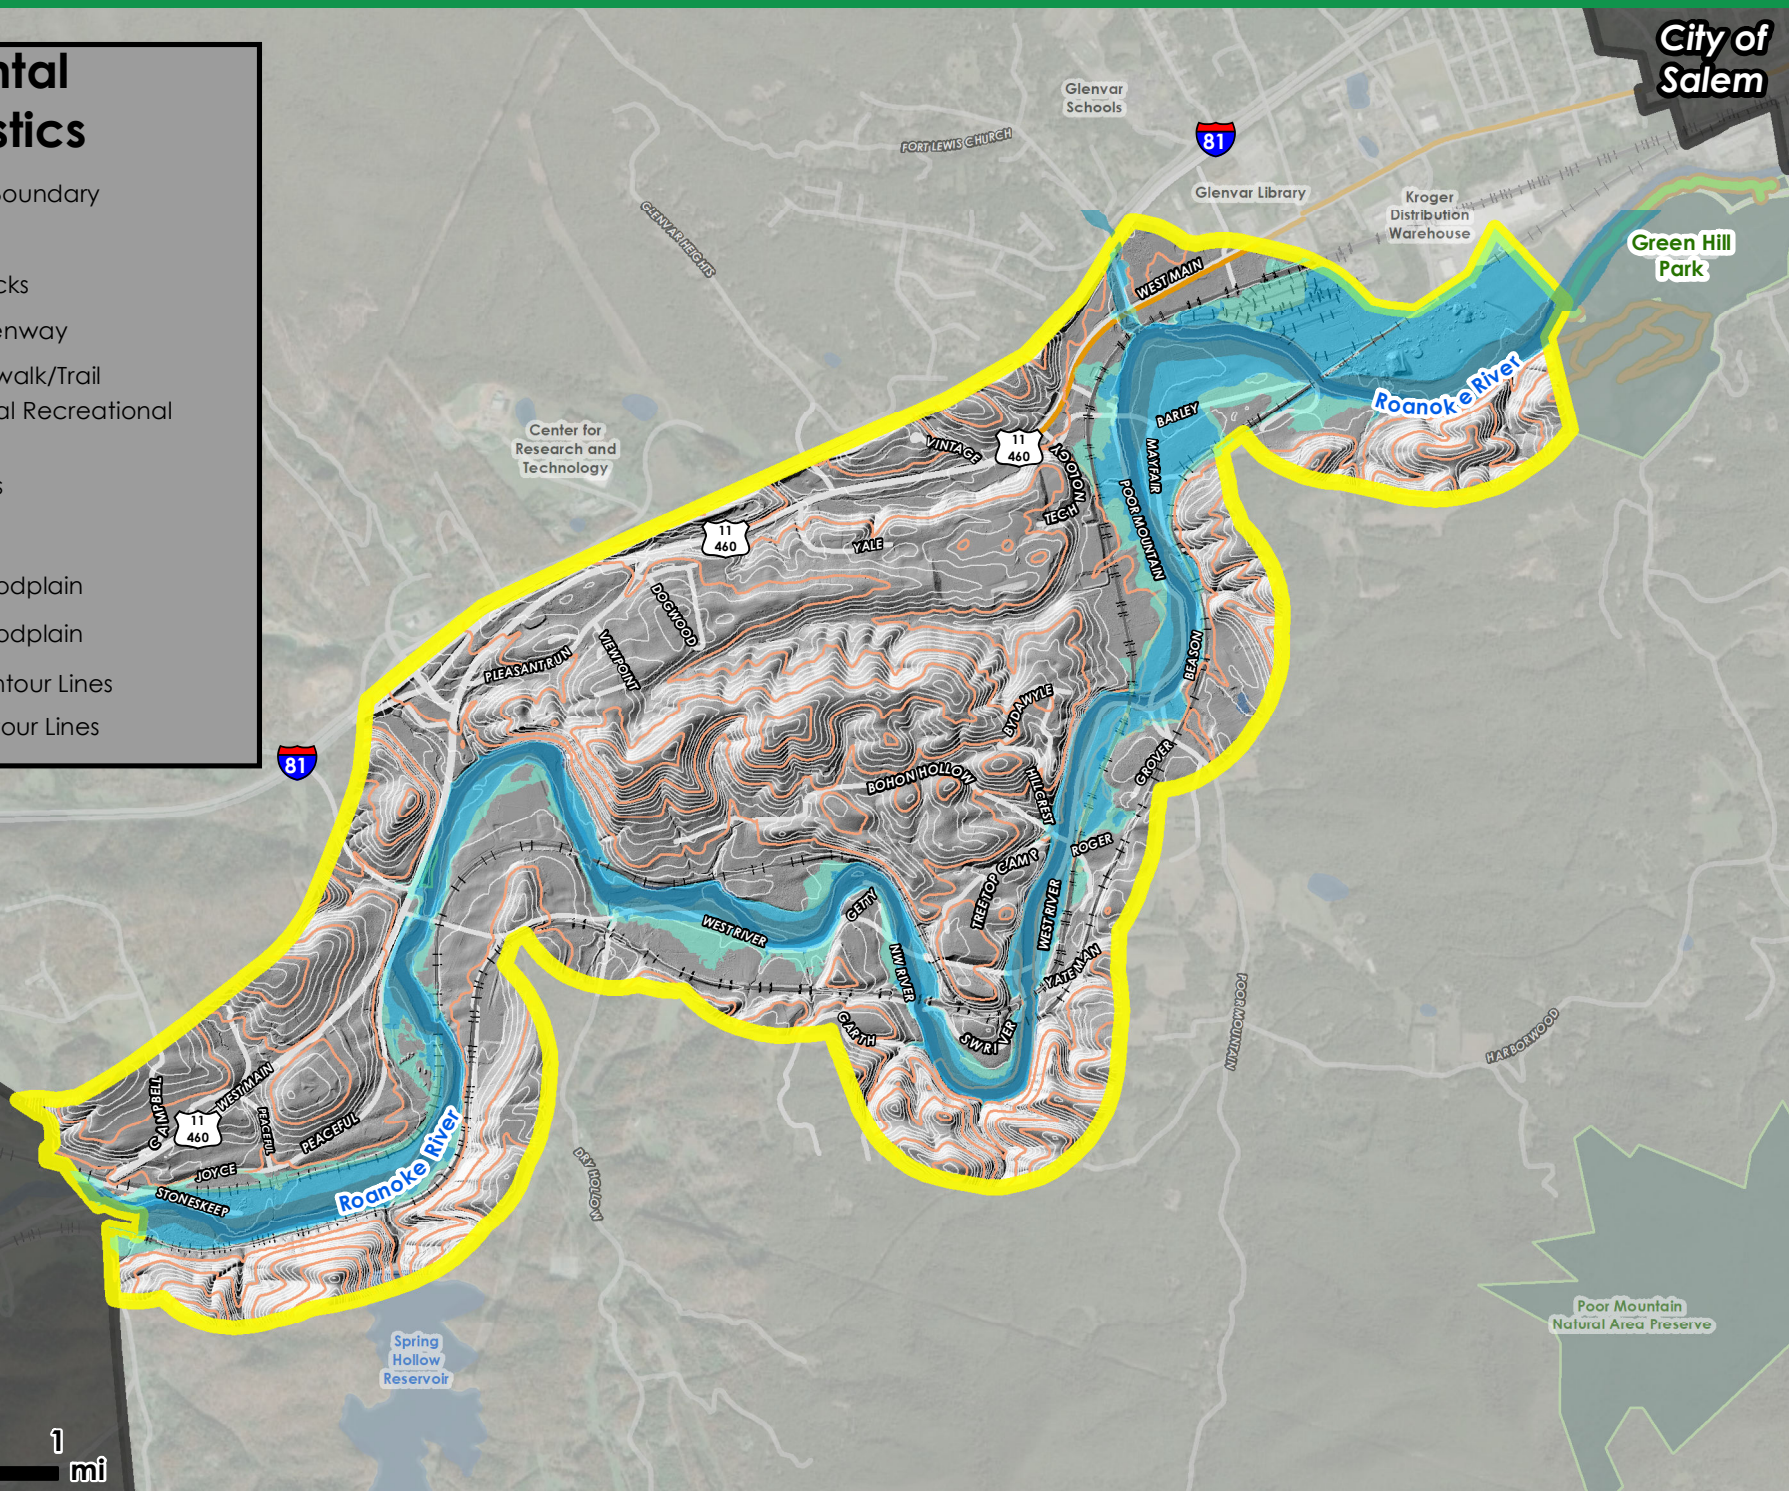 ntal
stics
Boundary
cks
enway
walk/Trail
al Recreational
s
odplain
odplain
ntour Lines
our Lines
1
mi
City of
Salem
Glenvar
Schools
FORT LEWIS CHURCH
81
GLENVAR HEIGHTS
Glenvar Library
Kroger
Distribution
Warehouse
Green Hill
Park
WEST MAIN
Roanoke River
BARLEY
MAYFAIR
POOR MOUNTAIN
Center for
Research and
Technology
VINTAGE
11
460
TECHNOLOGY
11
460
YALE
DOGWOOD
VIEWPOINT
PLEASANT RUN
BEASON
BYDAWYLE
GROVER
BOHON HOLLOW
HILLCREST
81
ROGER
TREETOP CAMP
WEST RIVER
GETTY
WEST RIVER
NW RIVER
YATEMAN
GARTH
SW RIVER
POOR MOUNTAIN
HARBORWOOD
CAMPBELL
WEST MAIN
11
460
PEACEFUL
PEACEFUL
JOYCE
STONESKEEP
Roanoke River
DRY HOLLOW
Spring
Hollow
Reservoir
Poor Mountain
Natural Area Preserve